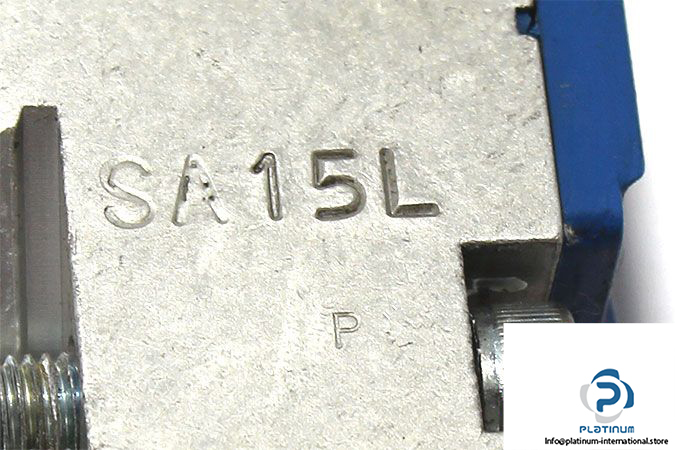 SA15L
P
PLATINUM
Info@platinum-international.store